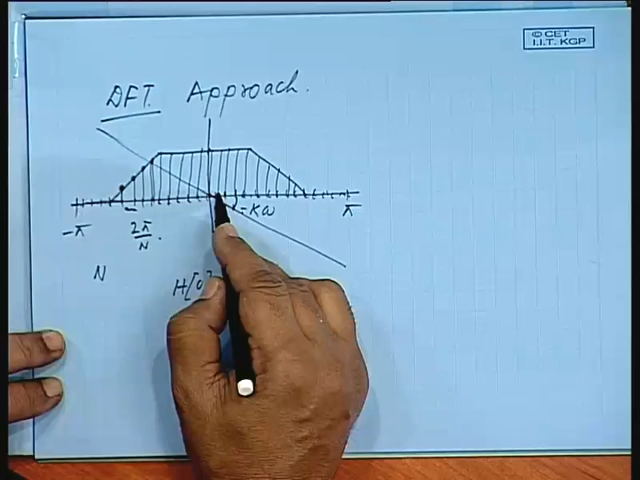 © CET
I.I.T. KGP
DFT Approach.
-Kω
-π
2π
N
π
N
H[0]